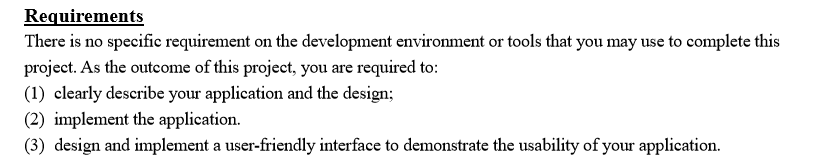 Requirements
There is no specific requirement on the development environment or tools that you may use to complete this
project. As the outcome of this project, you are required to:
(1) clearly describe your application and the design;
(2) implement the application.
(3) design and implement a user-friendly interface to demonstrate the usability of your application.